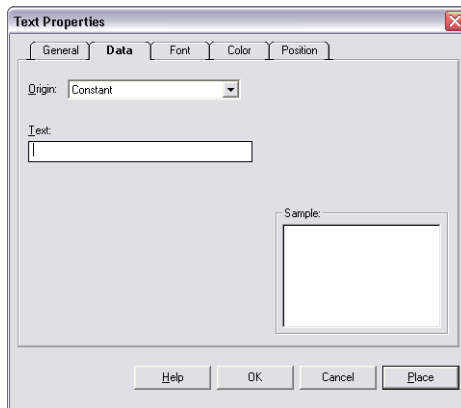 Text Properties
General Data Font Color Position
Origin: Constant
Text:
Sample:
Help OK Cancel Place